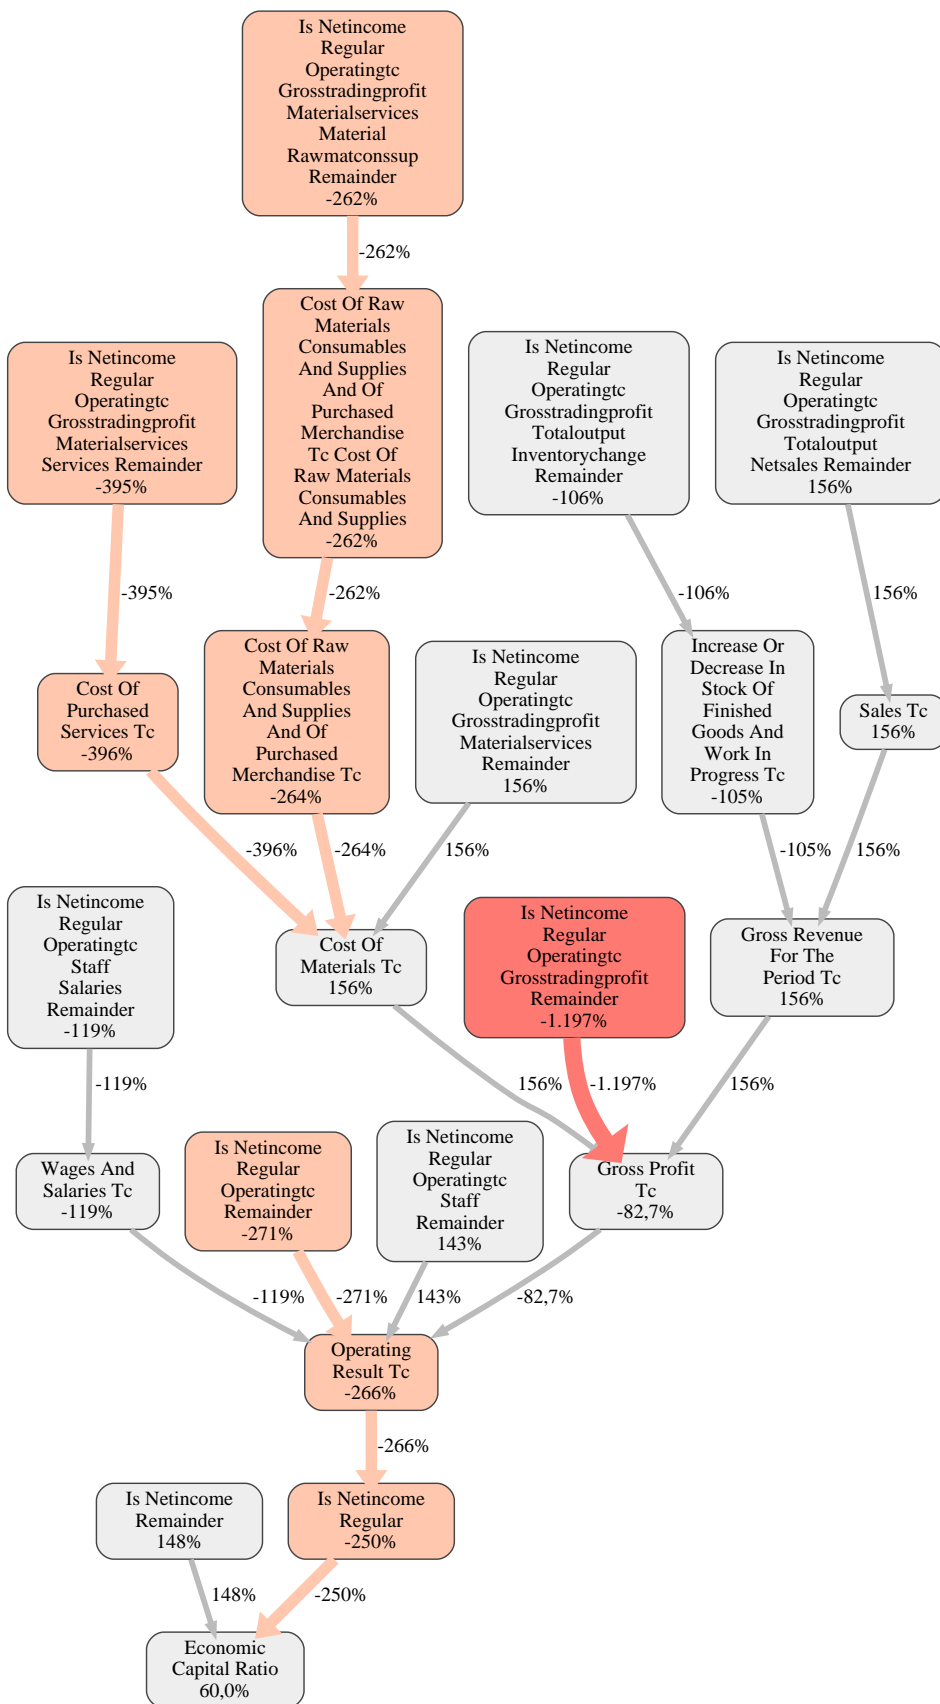 Is Netincome
Regular
Operatingtc
Grosstradingprofit
Materialservices
Material
Rawmatconssup
Remainder
-262%
-262%
Is Netincome
Regular
Operatingtc
Grosstradingprofit
Materialservices
Services Remainder
-395%
Cost Of Raw
Materials
Consumables
And Supplies
And Of
Purchased
Merchandise
Tc Cost Of
Raw Materials
Consumables
And Supplies
-262%
Is Netincome
Regular
Operatingtc
Grosstradingprofit
Totaloutput
Inventorychange
Remainder
-106%
Is Netincome
Regular
Operatingtc
Grosstradingprofit
Totaloutput
Netsales Remainder
156%
-395%
-262%
-106%
156%
Cost Of
Purchased
Services Tc
-396%
Cost Of Raw
Materials
Consumables
And Supplies
And Of
Purchased
Merchandise Tc
-264%
Is Netincome
Regular
Operatingtc
Grosstradingprofit
Materialservices
Remainder
156%
Increase Or
Decrease In
Stock Of
Finished
Goods And
Work In
Progress Tc
-105%
Sales Tc
156%
-396%
-264%
156%
-105%
156%
Is Netincome
Regular
Operatingtc
Staff
Salaries
Remainder
-119%
Cost Of
Materials Tc
156%
Is Netincome
Regular
Operatingtc
Grosstradingprofit
Remainder
-1.197%
Gross Revenue
For The
Period Tc
156%
-119%
156%
-1.197%
156%
Wages And
Salaries Tc
-119%
Is Netincome
Regular
Operatingtc
Remainder
-271%
Is Netincome
Regular
Operatingtc
Staff
Remainder
143%
Gross Profit
Tc
-82,7%
-119%
-271%
143%
-82,7%
Operating
Result Tc
-266%
-266%
Is Netincome
Remainder
148%
Is Netincome
Regular
-250%
148%
-250%
Economic
Capital Ratio
60,0%